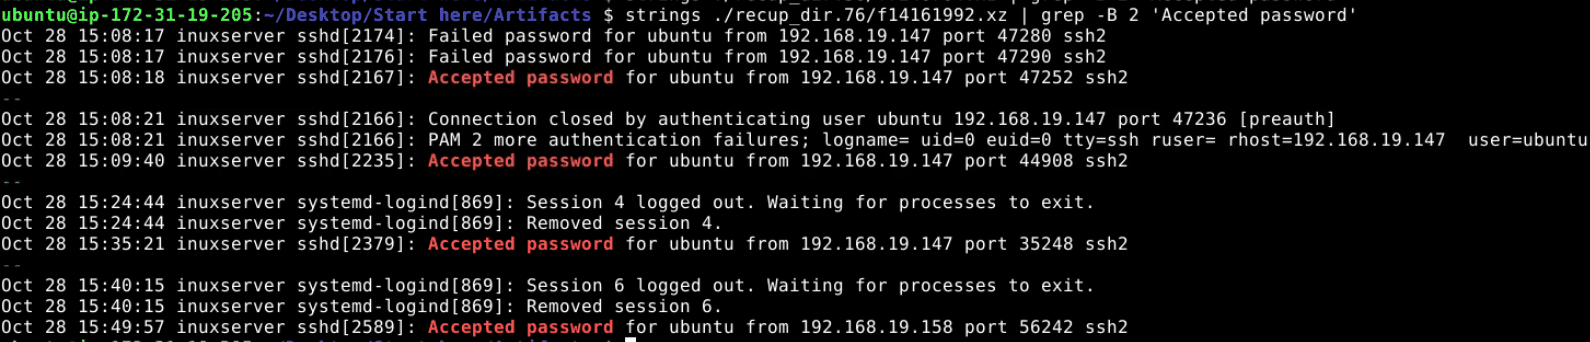 ubuntu@ip-172-31-19-205:~/Desktop/Start here/Artifacts $ strings ./recup_dir.76/f14161992.xz | grep -B 2 'Accepted password'
Oct 28 15:08:17 inuxserver sshd[2174]: Failed password for ubuntu from 192.168.19.147 port 47280 ssh2
Oct 28 15:08:17 inuxserver sshd[2176]: Failed password for ubuntu from 192.168.19.147 port 47290 ssh2
Oct 28 15:08:18 inuxserver sshd[2167]: Accepted password for ubuntu from 192.168.19.147 port 47252 ssh2
--
Oct 28 15:08:21 inuxserver sshd[2166]: Connection closed by authenticating user ubuntu 192.168.19.147 port 47236 [preauth]
Oct 28 15:08:21 inuxserver sshd[2166]: PAM 2 more authentication failures; logname= uid=0 euid=0 tty=ssh ruser= rhost=192.168.19.147  user=ubuntu
Oct 28 15:09:40 inuxserver sshd[2235]: Accepted password for ubuntu from 192.168.19.147 port 44908 ssh2
--
Oct 28 15:24:44 inuxserver systemd-logind[869]: Session 4 logged out. Waiting for processes to exit.
Oct 28 15:24:44 inuxserver systemd-logind[869]: Removed session 4.
Oct 28 15:35:21 inuxserver sshd[2379]: Accepted password for ubuntu from 192.168.19.147 port 35248 ssh2
--
Oct 28 15:40:15 inuxserver systemd-logind[869]: Session 6 logged out. Waiting for processes to exit.
Oct 28 15:40:15 inuxserver systemd-logind[869]: Removed session 6.
Oct 28 15:49:57 inuxserver sshd[2589]: Accepted password for ubuntu from 192.168.19.158 port 56242 ssh2